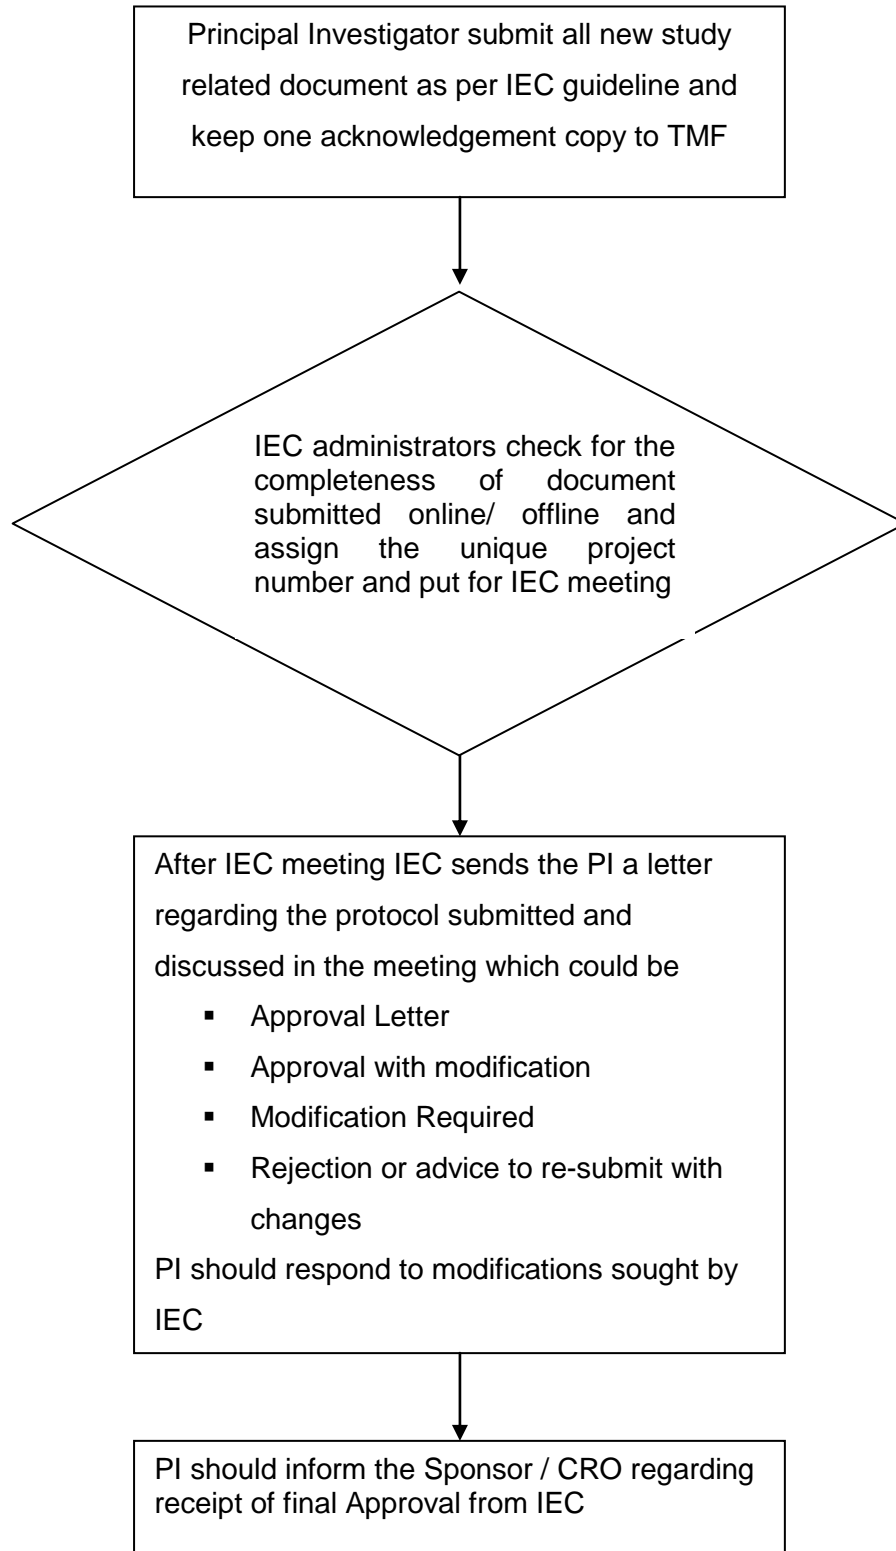 Principal Investigator submit all new study
related document as per IEC guideline and
keep one acknowledgement copy to TMF
IEC administrators check for the
completeness of document
submitted online/ offline and
assign the unique project
number and put for IEC meeting
After IEC meeting IEC sends the PI a letter
regarding the protocol submitted and
discussed in the meeting which could be
▪ Approval Letter
▪ Approval with modification
▪ Modification Required
▪ Rejection or advice to re-submit with
changes
PI should respond to modifications sought by
IEC
PI should inform the Sponsor / CRO regarding
receipt of final Approval from IEC